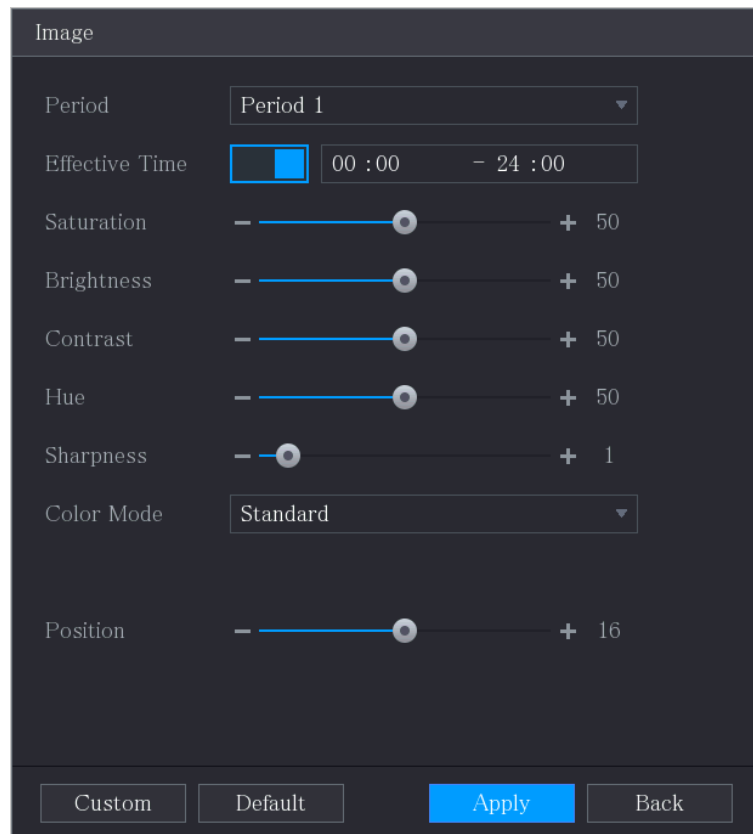 Image
Period Period 1
Effective Time 00 :00 - 24 :00
Saturation - + 50
Brightness - + 50
Contrast - + 50
Hue - + 50
Sharpness - + 1
Color Mode Standard
Position - + 16
Custom Default Apply Back